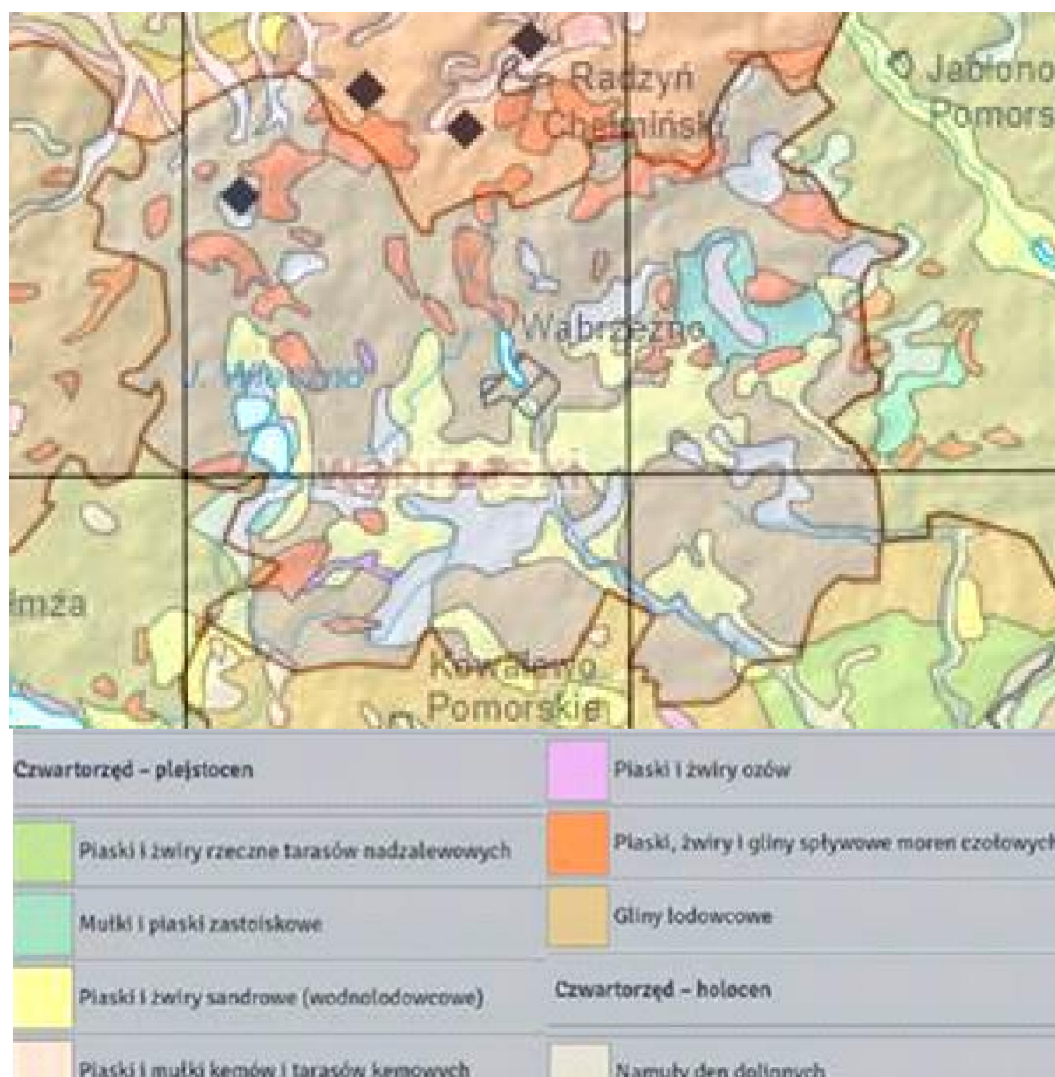 Radzyń
Chełmiński
Jabłono
Pomors
Wąbrzeźno
wąbrzeski
łmża
Kowalewo
Pomorskie
Czwartorzęd – plejstocen
Piaski i żwiry rzeczne tarasów nadzalewowych
Mułki i piaski zastoiskowe
Piaski i żwiry sandrowe (wodnolodowcowe)
Piaski i mułki kemów i tarasów kemowych
Piaski i żwiry ozów
Piaski, żwiry i gliny spływowe moren czołowych
Gliny lodowcowe
Czwartorzęd – holocen
Namuły den dolinnych